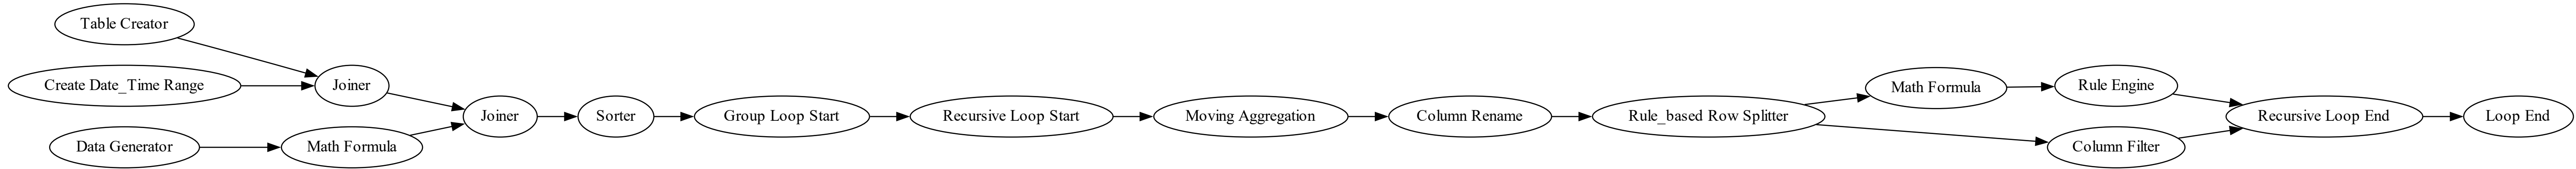 Table Creator
Create Date_Time Range
Data Generator
Joiner
Math Formula
Joiner
Sorter
Group Loop Start
Recursive Loop Start
Moving Aggregation
Column Rename
Rule_based Row Splitter
Math Formula
Rule Engine
Column Filter
Recursive Loop End
Loop End